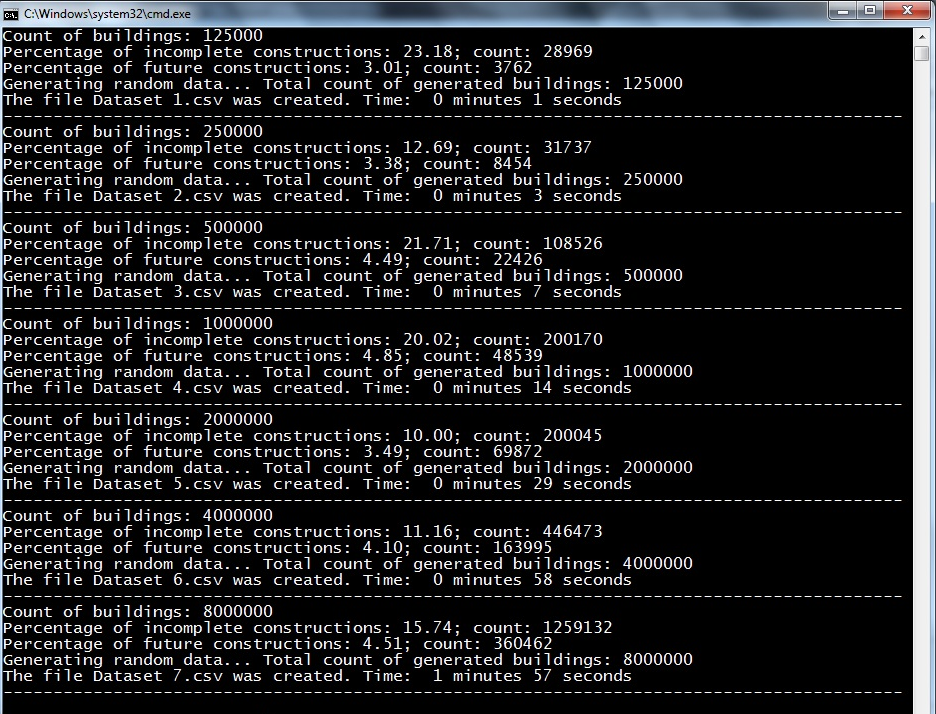 C:\Windows\system32\cmd.exe
Count of buildings: 125000
Percentage of incomplete constructions: 23.18; count: 28969
Percentage of future constructions: 3.01; count: 3762
Generating random data... Total count of generated buildings: 125000
The file Dataset 1.csv was created. Time:  0 minutes 1 seconds
------------------------------------------------------------------------------------------
Count of buildings: 250000
Percentage of incomplete constructions: 12.69; count: 31737
Percentage of future constructions: 3.38; count: 8454
Generating random data... Total count of generated buildings: 250000
The file Dataset 2.csv was created. Time:  0 minutes 3 seconds
------------------------------------------------------------------------------------------
Count of buildings: 500000
Percentage of incomplete constructions: 21.71; count: 108526
Percentage of future constructions: 4.49; count: 22426
Generating random data... Total count of generated buildings: 500000
The file Dataset 3.csv was created. Time:  0 minutes 7 seconds
------------------------------------------------------------------------------------------
Count of buildings: 1000000
Percentage of incomplete constructions: 20.02; count: 200170
Percentage of future constructions: 4.85; count: 48539
Generating random data... Total count of generated buildings: 1000000
The file Dataset 4.csv was created. Time:  0 minutes 14 seconds
------------------------------------------------------------------------------------------
Count of buildings: 2000000
Percentage of incomplete constructions: 10.00; count: 200045
Percentage of future constructions: 3.49; count: 69872
Generating random data... Total count of generated buildings: 2000000
The file Dataset 5.csv was created. Time:  0 minutes 29 seconds
------------------------------------------------------------------------------------------
Count of buildings: 4000000
Percentage of incomplete constructions: 11.16; count: 446473
Percentage of future constructions: 4.10; count: 163995
Generating random data... Total count of generated buildings: 4000000
The file Dataset 6.csv was created. Time:  0 minutes 58 seconds
------------------------------------------------------------------------------------------
Count of buildings: 8000000
Percentage of incomplete constructions: 15.74; count: 1259132
Percentage of future constructions: 4.51; count: 360462
Generating random data... Total count of generated buildings: 8000000
The file Dataset 7.csv was created. Time:  1 minutes 57 seconds
------------------------------------------------------------------------------------------